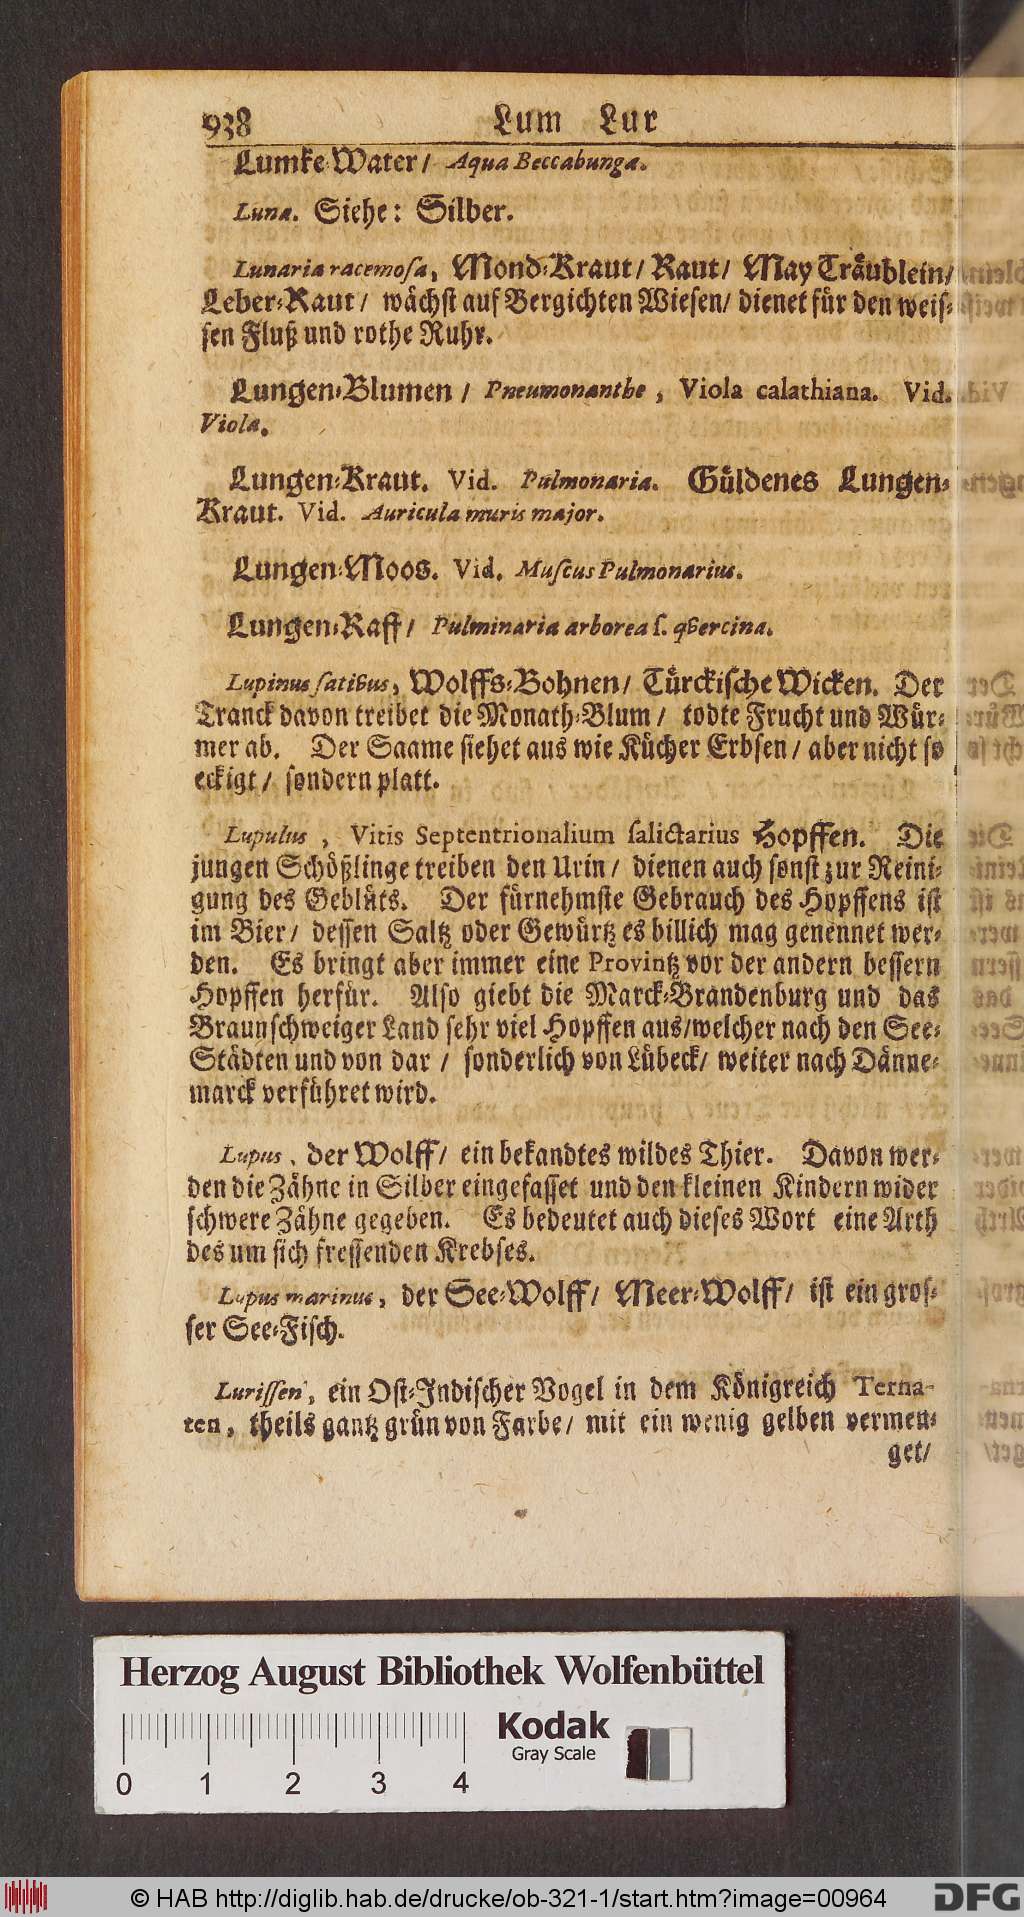 938 Lum Lur
Lumke-Water/ Aqua Beccabunga.
Luna. Siehe: Silber.
Lunaria racemosa, Mond-Kraut/ Raut/ May Träublein/
Leber-Raut/ wächst auf Bergichten Wiesen/ dienet für den weis-
sen Fluß und rothe Ruhr.
Lungen-Blumen / Pneumonanthe , Viola calathiana. Vid.
Viola.
Lungen-Kraut. Vid. Pulmonaria. Güldenes Lungen-
Kraut. Vid. Auricula muris major.
Lungen-Moos. Vid. Muscus Pulmonarius.
Lungen-Raff/ Pulminaria arborea s. qvercina.
Lupinus sativus, Wolffs-Bohnen/ Türckische Wicken. Der
Tranck davon treibet die Monath-Blum / todte Frucht und Wür-
mer ab. Der Saame siehet aus wie Kücher Erbsen / aber nicht so
eckigt / sondern platt.
Lupulus , Vitis Septentrionalium salictarius Hopffen. Die
jungen Schößlinge treiben den Urin / dienen auch sonst zur Reini-
gung des Geblüts. Der fürnehmste Gebrauch des Hopffens ist
im Bier/ dessen Saltz oder Gewürtz es billich mag genennet wer-
den. Es bringt aber immer eine Provintz vor der andern bessern
Hopffen herfür. Also giebt die Marck-Brandenburg und das
Braunschweiger Land sehr viel Hopffen aus/welcher nach den See-
Städten und von dar / sonderlich von Lübeck/ weiter nach Dänne-
marck verführet wird.
Lupus, der Wolff/ ein bekandtes wildes Thier. Davon wer-
den die Zähne in Silber eingefasset und den kleinen Kindern wider
schwere Zähne gegeben. Es bedeutet auch dieses Wort eine Arth
des um sich fressenden Krebses.
Lupus marinus, der See-Wolff/ Meer-Wolff/ ist ein gros-
ser See-Fisch.
Lurissen, ein Ost-Indischer Vogel in dem Königreich Terna-
ten, theils gantz grün von Farbe/ mit ein wenig gelben vermen-
get/
Herzog August Bibliothek Wolfenbüttel
Kodak
Gray Scale
0 1 2 3 4
© HAB http://diglib.hab.de/drucke/ob-321-1/start.htm?image=00964 DFG